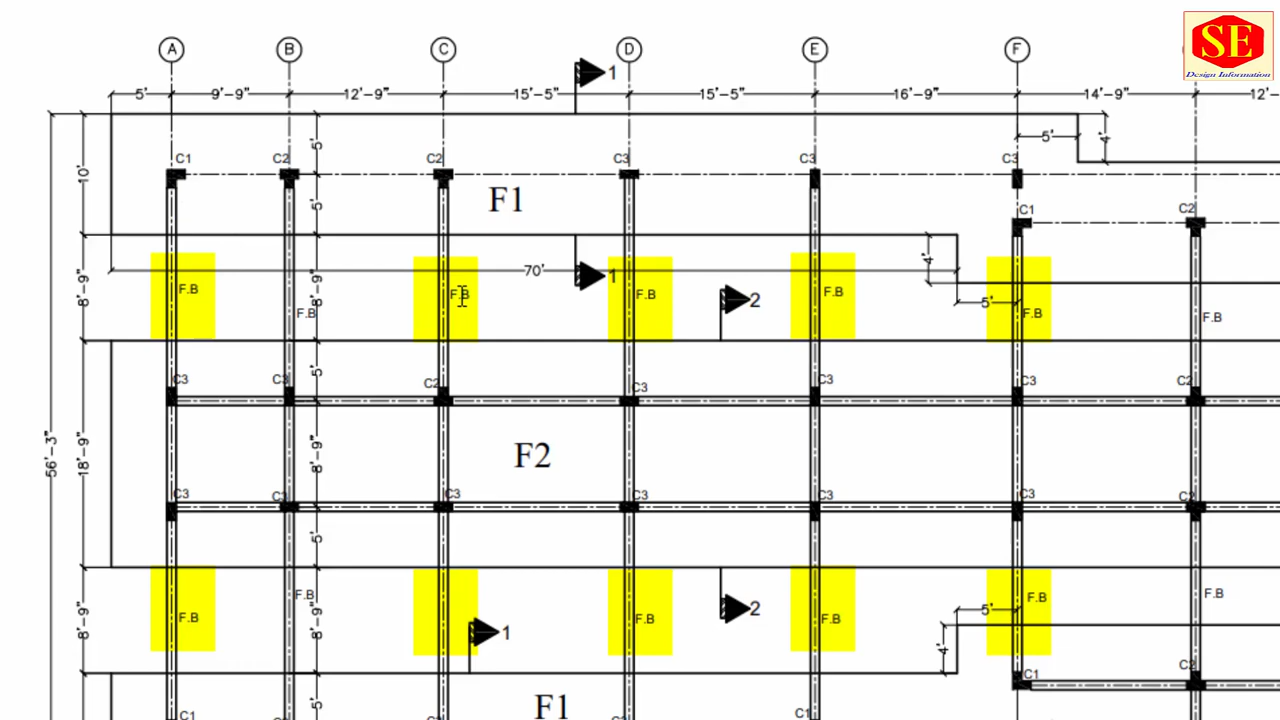 SE
Design Information
A B C D E F
1
5' 9'-9" 12'-9" 15'-5" 15'-5" 16'-9" 14'-9" 12'-
5' 4'
5'
C1 C2 C2 C3 C3 C3
10'
F1
5'
C1 C2
4'
70' 1
8'-9" F.B F.B 8'-9" F.B F.B F.B 2 5' F.B F.B
5'
C3 C3 C2 C3 C3 C3 C2
56'-3" 18'-9" 8'-9" F2
C3 C3 C3 C3 C3 C3 C2
5'
8'-9" F.B F.B 8'-9" F.B F.B 2 5' F.B F.B
1
4'
C1 C2
5' F1
C1 C2 C2 C3 C1